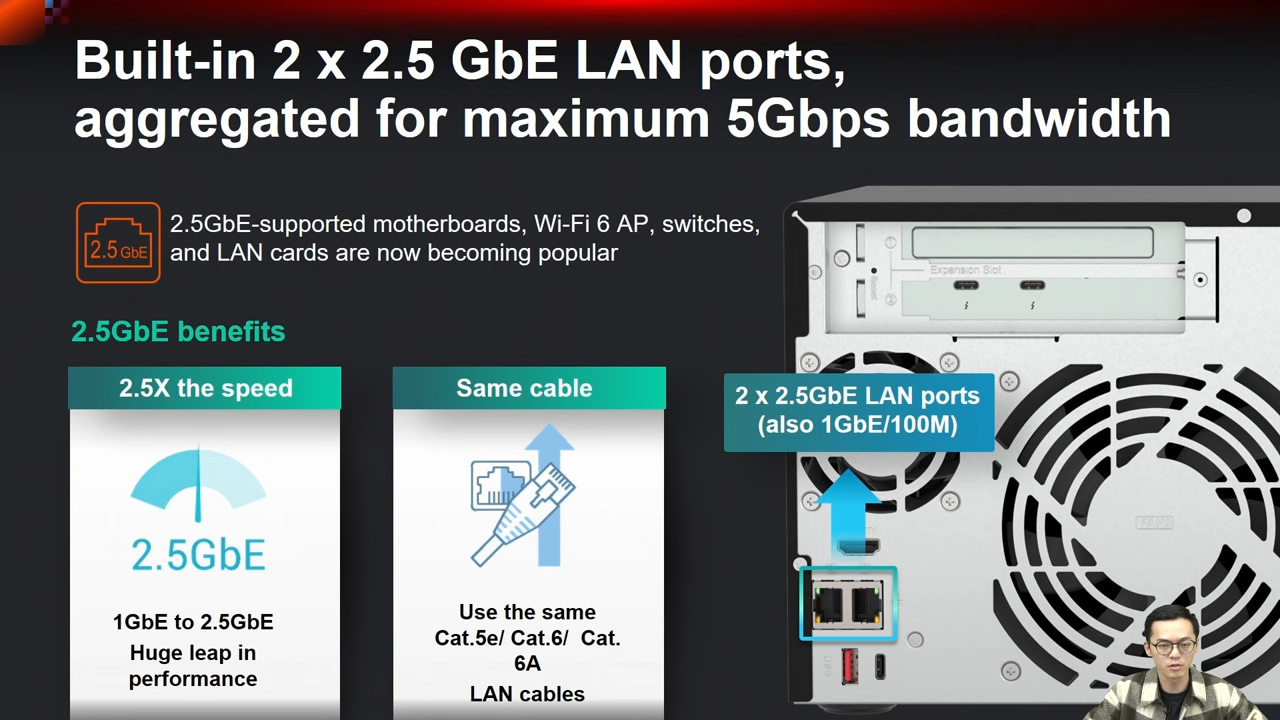 Built-in 2 x 2.5 GbE LAN ports,
aggregated for maximum 5Gbps bandwidth
2.5 GbE
2.5GbE-supported motherboards, Wi-Fi 6 AP, switches,
and LAN cards are now becoming popular
2.5GbE benefits
2.5X the speed
2.5GbE
1GbE to 2.5GbE
Huge leap in
performance
Same cable
Use the same
Cat.5e/ Cat.6/ Cat.
6A
LAN cables
2 x 2.5GbE LAN ports
(also 1GbE/100M)
Expansion Slot
Reset